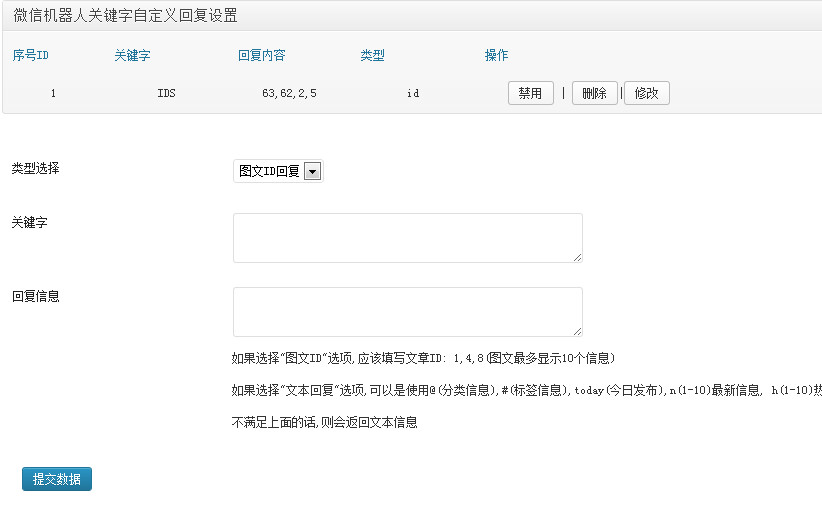 微信机器人关键字自定义回复设置
序号ID 关键字 回复内容 类型 操作
1 IDS 63,62,2,5 id 禁用 | 删除 | 修改
类型选择 图文ID回复
关键字
回复信息
如果选择"图文ID"选项,应该填写文章ID: 1,4,8(图文最多显示10个信息)
如果选择"文本回复"选项,可以是使用@(分类信息),#(标签信息),today(今日发布),n(1-10)最新信息, h(1-10)热
不满足上面的话,则会返回文本信息
提交数据